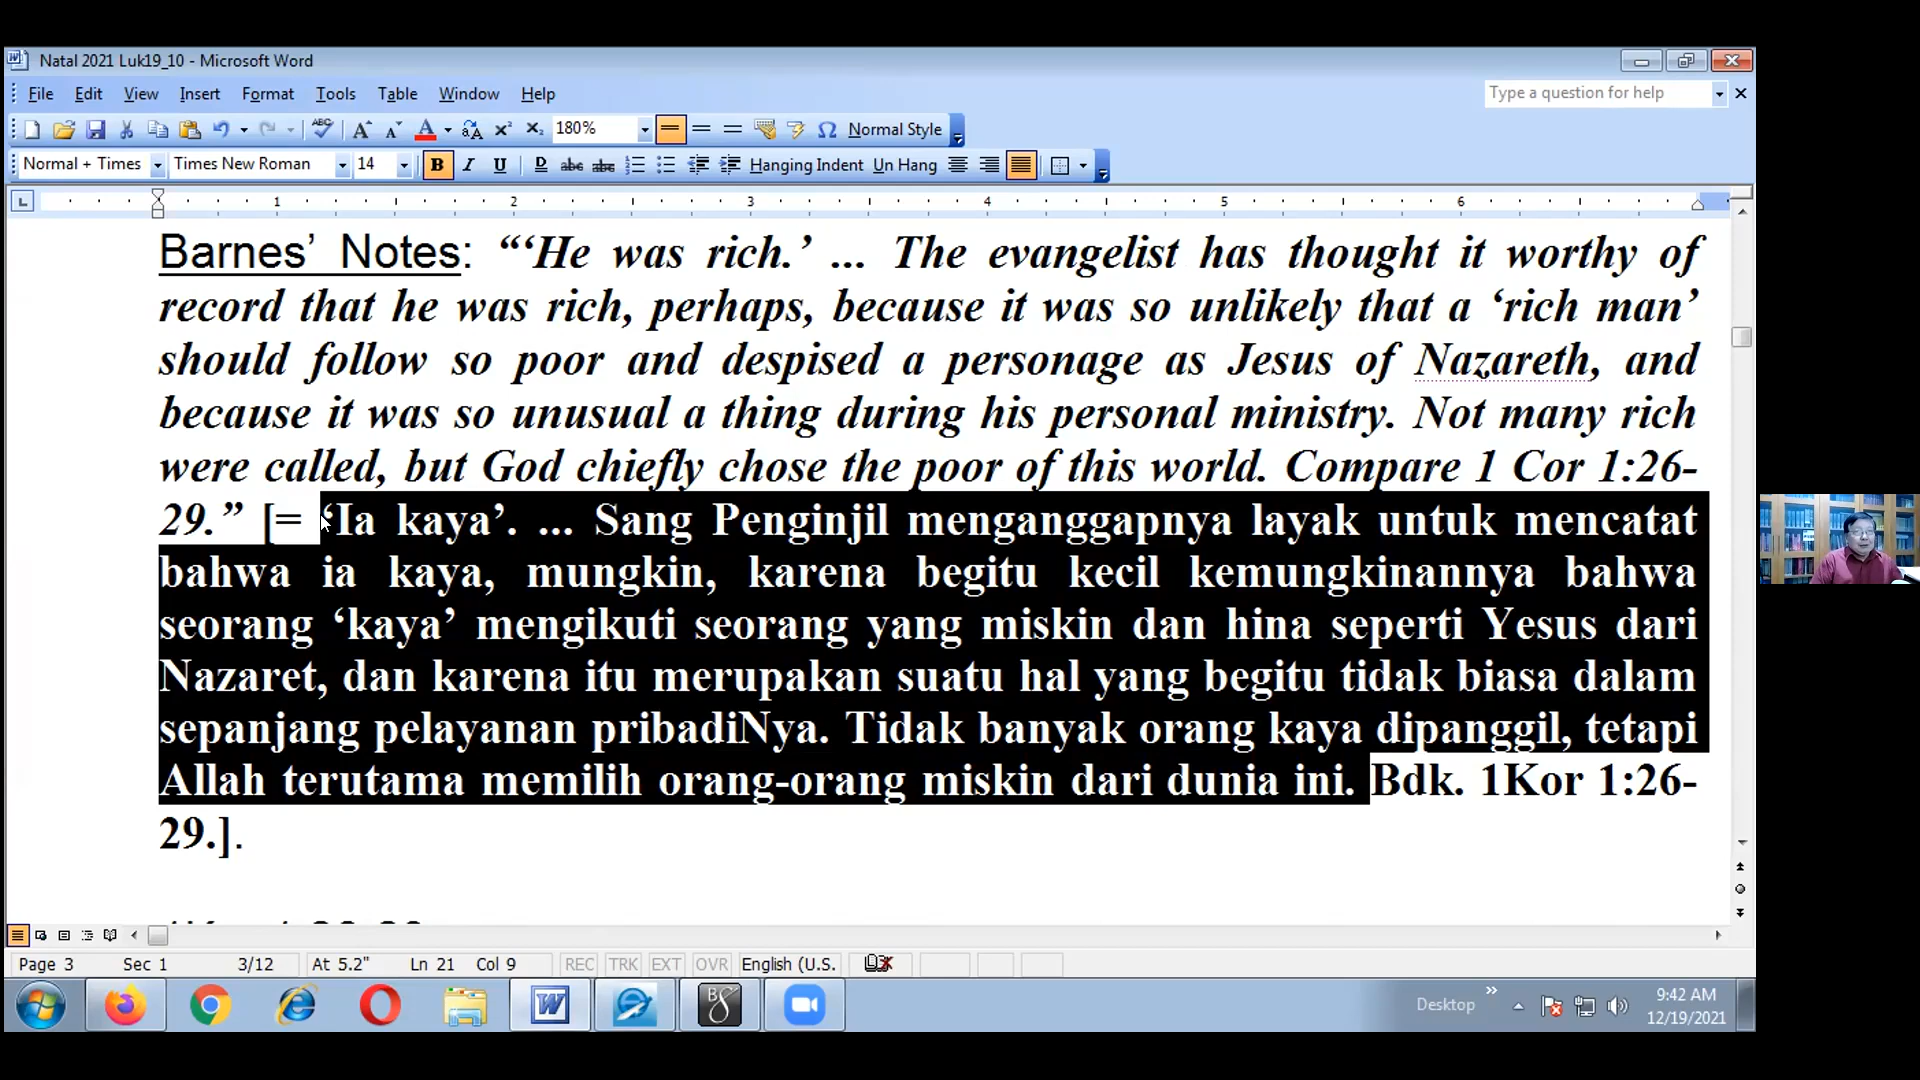 Natal 2021 Luk19_10 - Microsoft Word
File Edit View Insert Format Tools Table Window Help
Type a question for help
180%
Normal Style
Normal + Times
Times New Roman
14
B I U
Hanging Indent Un Hang
1 2 3 4 5 6
Barnes’ Notes: “‘He was rich.’ ... The evangelist has thought it worthy of
record that he was rich, perhaps, because it was so unlikely that a ‘rich man’
should follow so poor and despised a personage as Jesus of Nazareth, and
because it was so unusual a thing during his personal ministry. Not many rich
were called, but God chiefly chose the poor of this world. Compare 1 Cor 1:26-
29.” [= ‘Ia kaya’. ... Sang Penginjil menganggapnya layak untuk mencatat
bahwa ia kaya, mungkin, karena begitu kecil kemungkinannya bahwa
seorang ‘kaya’ mengikuti seorang yang miskin dan hina seperti Yesus dari
Nazaret, dan karena itu merupakan suatu hal yang begitu tidak biasa dalam
sepanjang pelayanan pribadiNya. Tidak banyak orang kaya dipanggil, tetapi
Allah terutama memilih orang-orang miskin dari dunia ini. Bdk. 1Kor 1:26-
29.].
Page 3 Sec 1 3/12 At 5.2" Ln 21 Col 9 REC TRK EXT OVR English (U.S.
Desktop
9:42 AM
12/19/2021